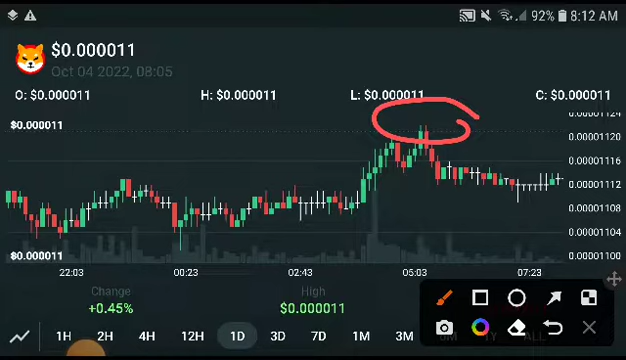 92% 8:12 AM
$0.000011
Oct 04 2022, 08:05
O: $0.000011 H: $0.000011 L: $0.000011 C: $0.000011
$0.000011
0.00001124
0.00001120
0.00001116
0.00001112
0.00001108
0.00001104
0.00001100
$0.000011
22:03 00:23 02:43 05:03 07:23
Change High
+0.45% $0.000011
1H 2H 4H 12H 1D 3D 7D 1M 3M 6M 1Y ALL